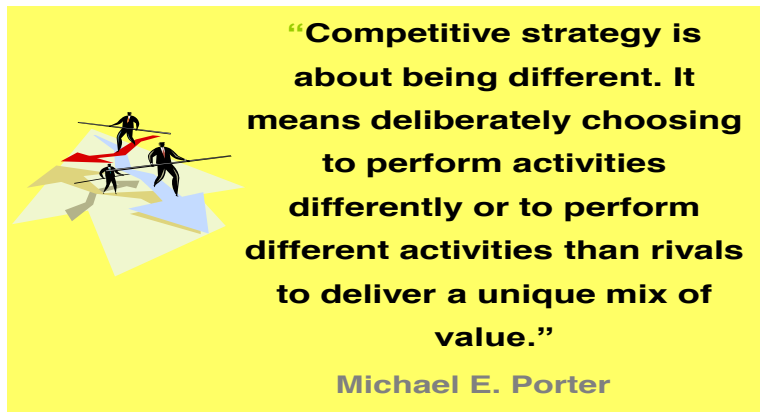 “Competitive strategy is
about being different. It
means deliberately choosing
to perform activities
differently or to perform
different activities than rivals
to deliver a unique mix of
value.”
Michael E. Porter